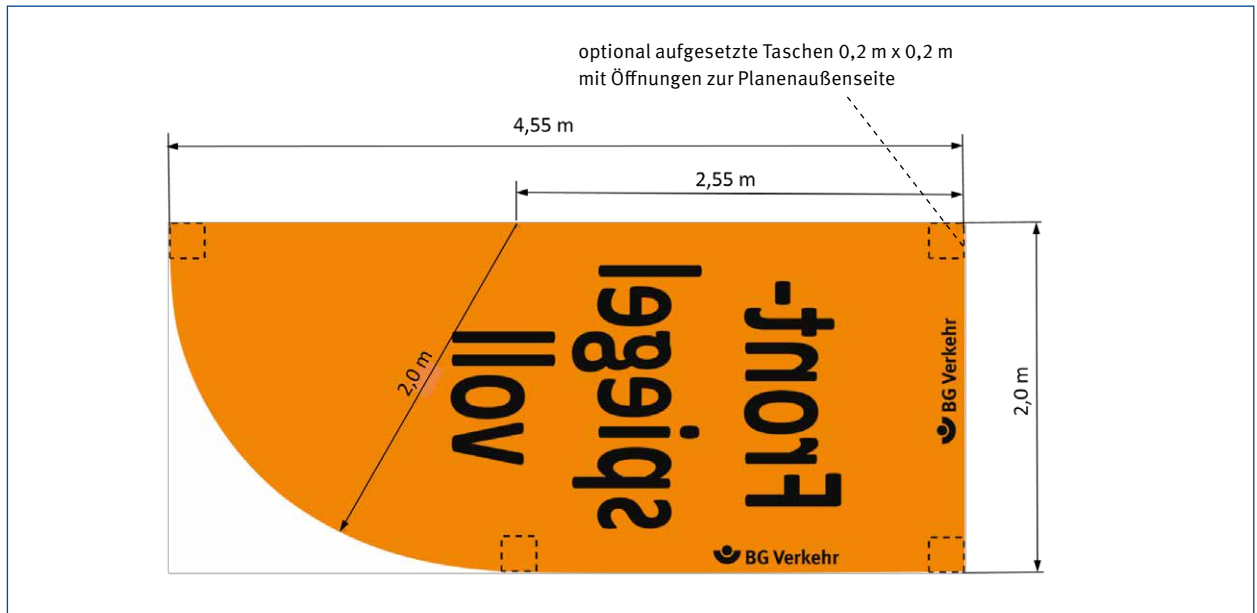 optional aufgesetzte Taschen 0,2 m x 0,2 m
mit Öffnungen zur Planenaußenseite
4,55 m
2,55 m
2,0 m
2,0 m
Front-
spiegel
voll
BG Verkehr
BG Verkehr